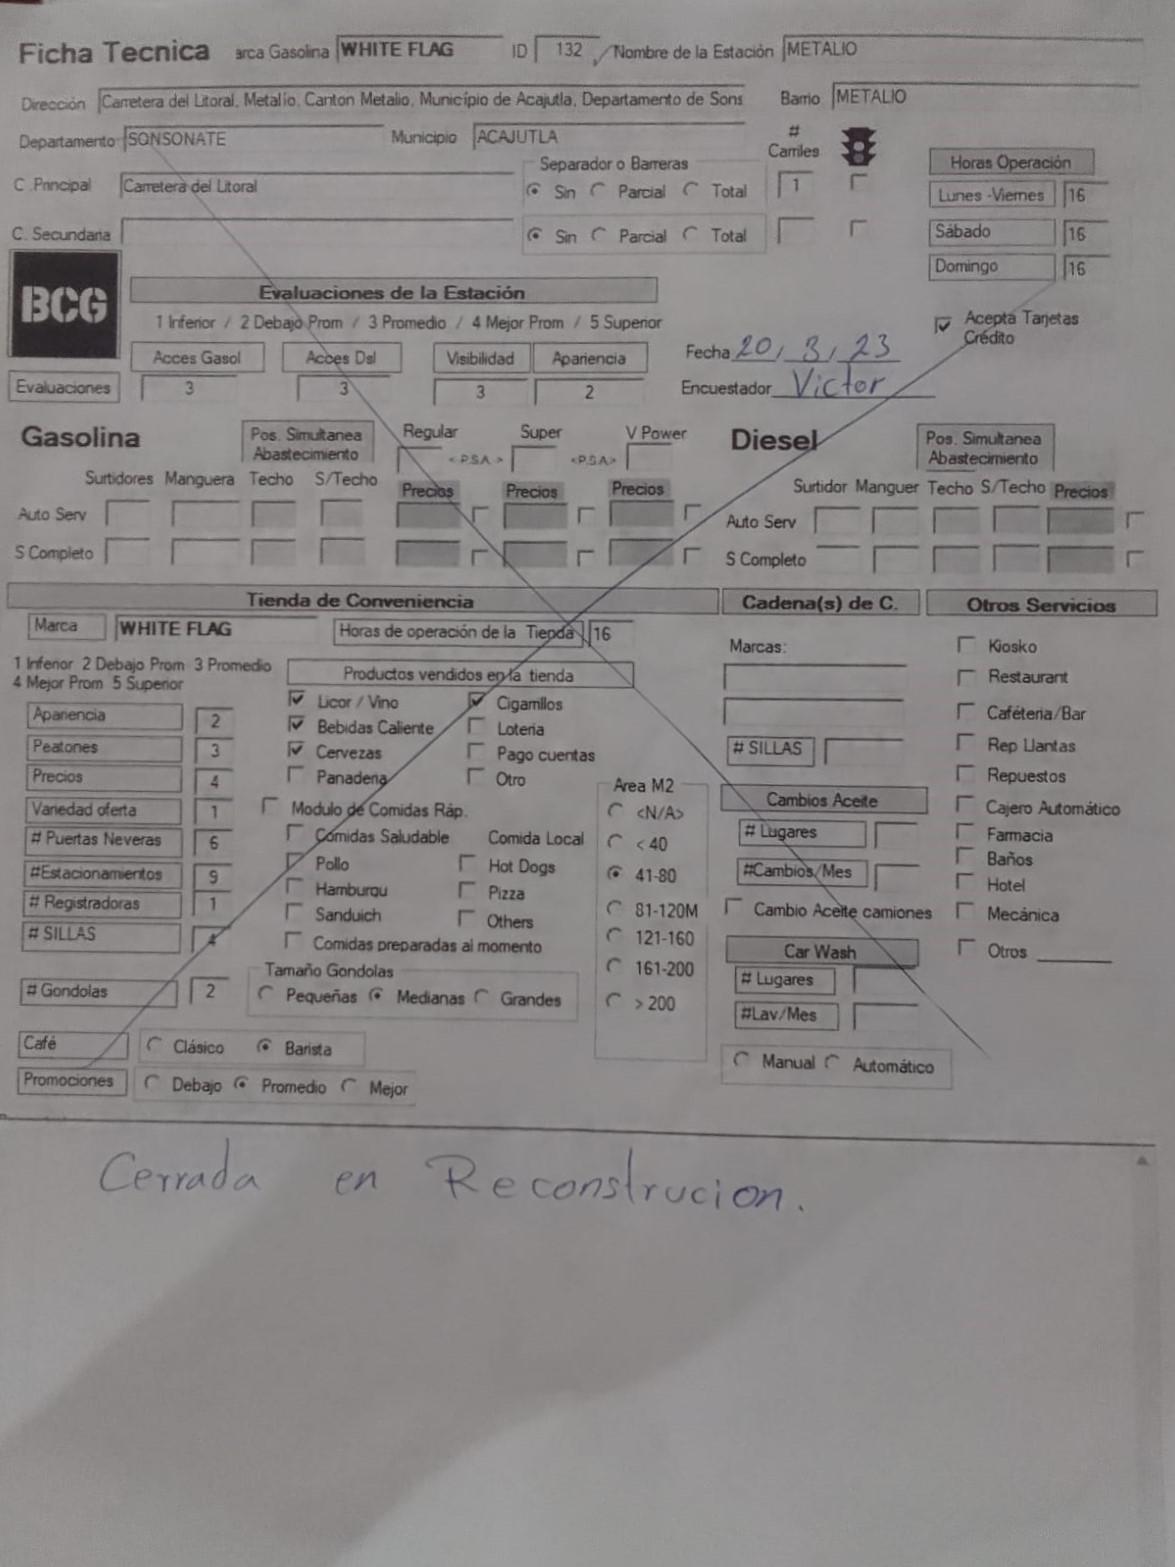 Ficha Tecnica arca Gasolina WHITE FLAG ID 132 Nombre de la Estación METALIO
Dirección Carretera del Litoral, Metalío, Canton Metalio, Município de Acajutla, Departamento de Sons Barrio METALIO
Departamento SONSONATE Municipio ACAJUTLA # Carriles
Separador o Barreras Horas Operación
C .Principal Carretera del Litoral Sin Parcial Total 1 Lunes -Viernes 16
C. Secundaria Sin Parcial Total Sábado 16
Domingo 16
BCG
Evaluaciones de la Estación
1 Inferior / 2 Debajo Prom / 3 Promedio / 4 Mejor Prom / 5 Superior Acepta Tarjetas Crédito
Acces Gasol Acces Dsl Visibilidad Apariencia Fecha 20, 3, 23
Evaluaciones 3 3 3 2 Encuestador Victor
Gasolina Pos. Simultanea Abastecimiento Regular <P.S.A > Super <P.S.A> V Power Diesel Pos. Simultanea Abastecimiento
Surtidores Manguera Techo S/Techo Precios Precios Precios Surtidor Manguer Techo S/Techo Precios
Auto Serv Auto Serv
S Completo S Completo
Tienda de Conveniencia Cadena(s) de C. Otros Servicios
Marca WHITE FLAG Horas de operación de la Tienda 16 Marcas: Kiosko
1 Inferior 2 Debajo Prom 3 Promedio
4 Mejor Prom 5 Superior Productos vendidos en la tienda Restaurant
Apariencia 2 Licor / Vino Cigarrillos Caféteria/Bar
Peatones 3 Bebidas Caliente Loteria # SILLAS Rep Llantas
Precios 4 Cervezas Pago cuentas Repuestos
Panaderia Otro Area M2
Variedad oferta 1 Modulo de Comidas Ráp. <N/A> Cambios Aceite Cajero Automático
# Puertas Neveras 6 Comidas Saludable Comida Local < 40 # Lugares Farmacia
#Estacionamientos 9 Pollo Hot Dogs 41-80 #Cambios/Mes Baños
# Registradoras 1 Hamburqu Pizza Hotel
# SILLAS 4 Sanduich Others 81-120M Cambio Aceite camiones Mecánica
Comidas preparadas al momento 121-160 Car Wash Otros
Tamaño Gondolas 161-200 # Lugares
# Gondolas 2 Pequeñas Medianas Grandes > 200 #Lav/Mes
Café Clásico Barista Manual Automático
Promociones Debajo Promedio Mejor
Cerrada en Reconstrucion.